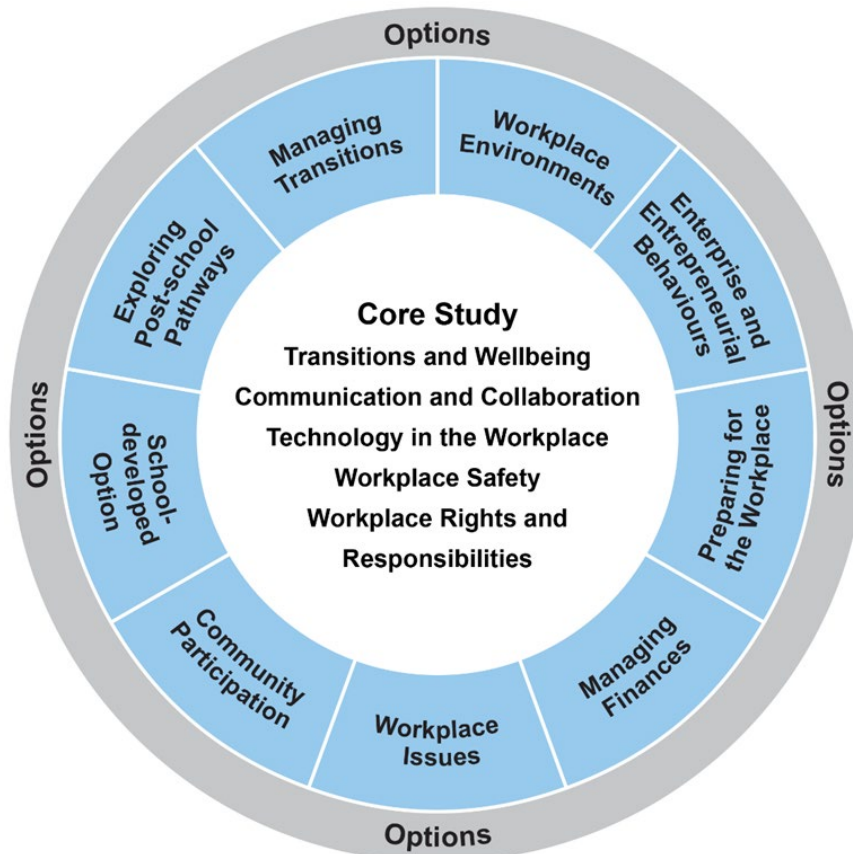 Options
Managing
Transitions
Workplace
Environments
Enterprise and
Entrepreneurial
Behaviours
Options
Preparing for
the Workplace
Managing
Finances
Workplace
Issues
Community
Participation
School-
developed
Option
Options
Exploring
Post-school
Pathways
Core Study
Transitions and Wellbeing
Communication and Collaboration
Technology in the Workplace
Workplace Safety
Workplace Rights and
Responsibilities
Options